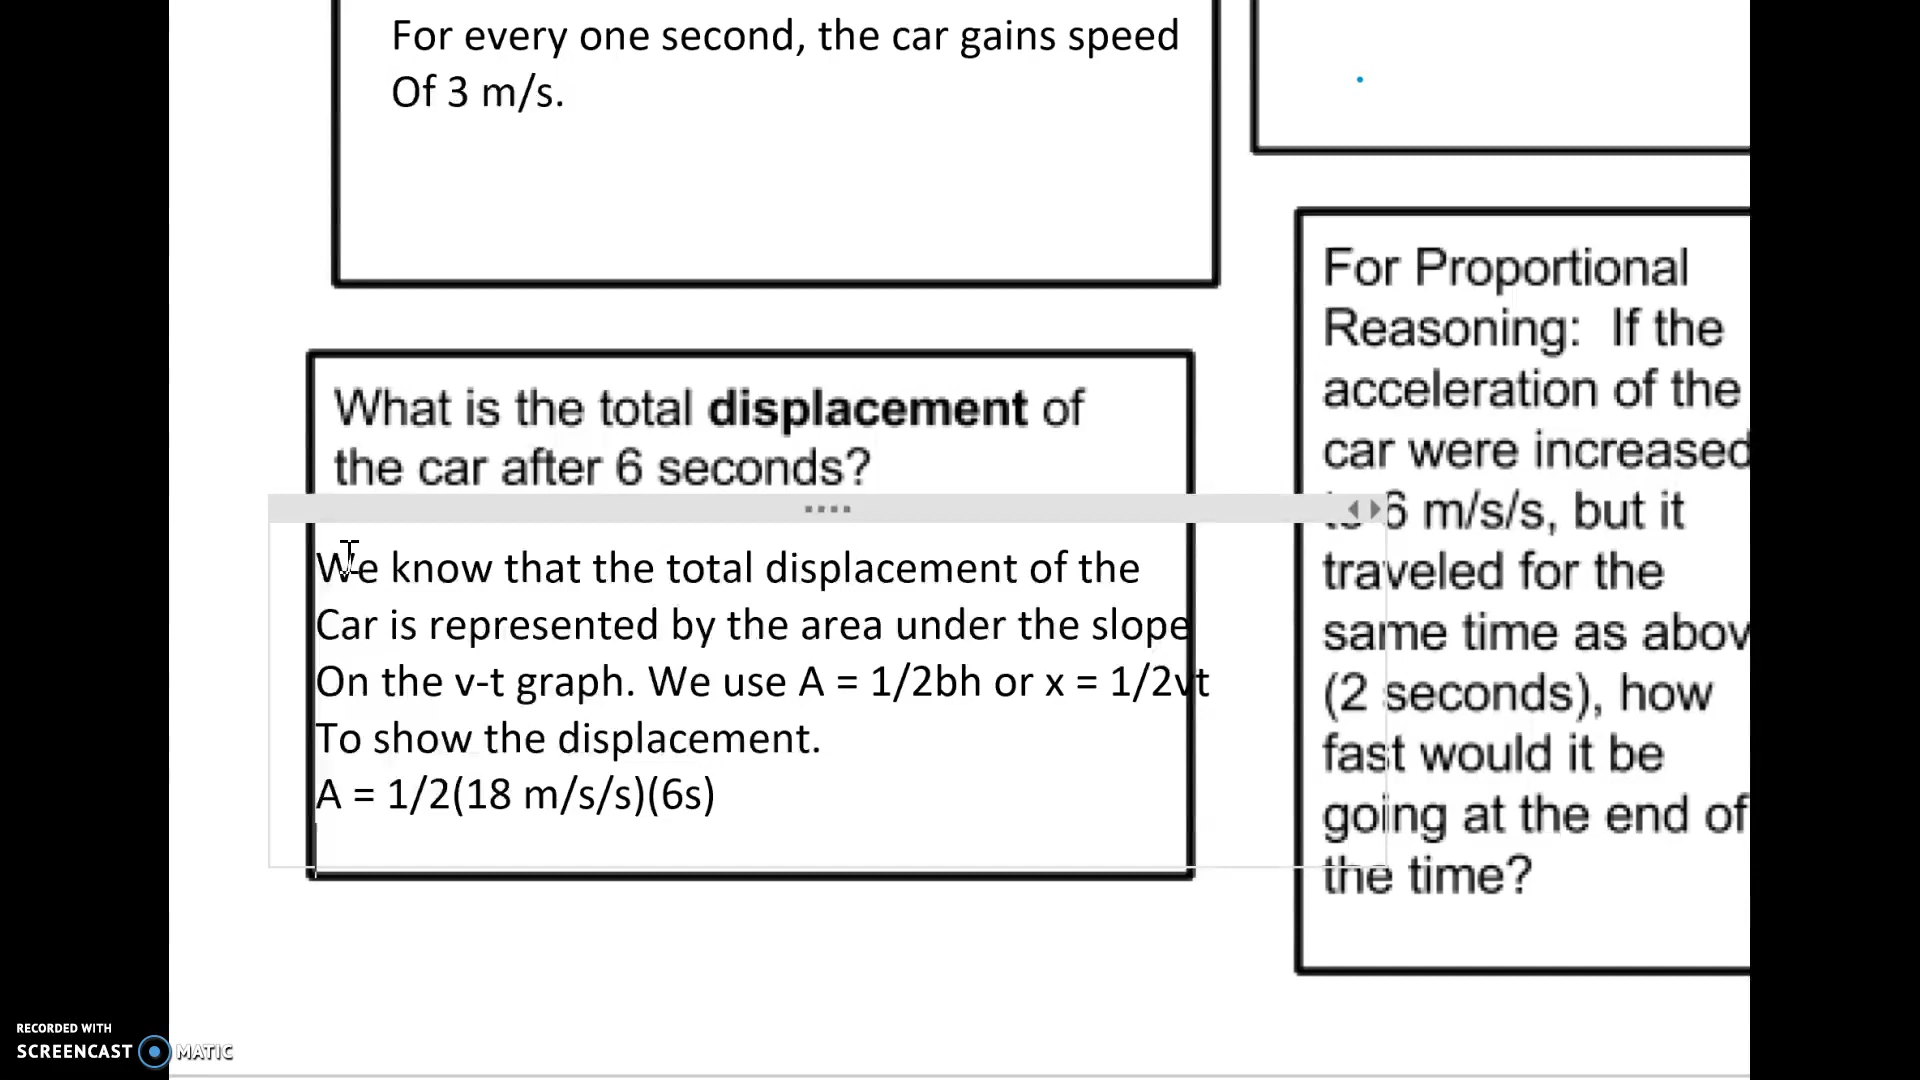 For every one second, the car gains speed
Of 3 m/s.
What is the total displacement of
the car after 6 seconds?
We know that the total displacement of the
Car is represented by the area under the slope
On the v-t graph. We use A = 1/2bh or x = 1/2vt
To show the displacement.
A = 1/2(18 m/s/s)(6s)
For Proportional
Reasoning: If the
acceleration of the
car were increased
to 6 m/s/s, but it
traveled for the
same time as abov
(2 seconds), how
fast would it be
going at the end of
the time?
RECORDED WITH
SCREENCAST MATIC